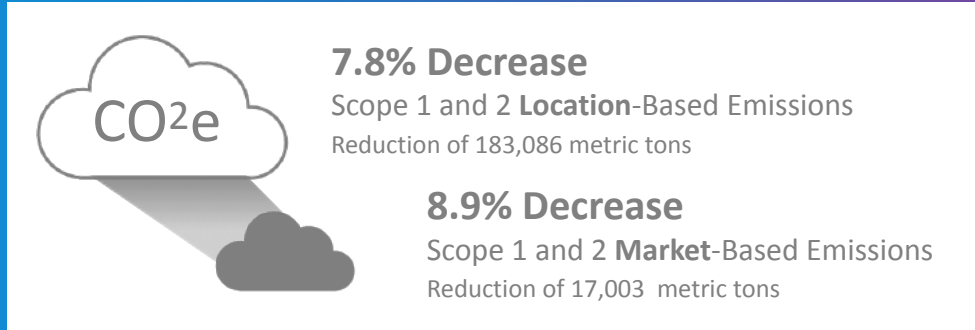 CO2e
7.8% Decrease
Scope 1 and 2 Location-Based Emissions
Reduction of 183,086 metric tons
8.9% Decrease
Scope 1 and 2 Market-Based Emissions
Reduction of 17,003 metric tons